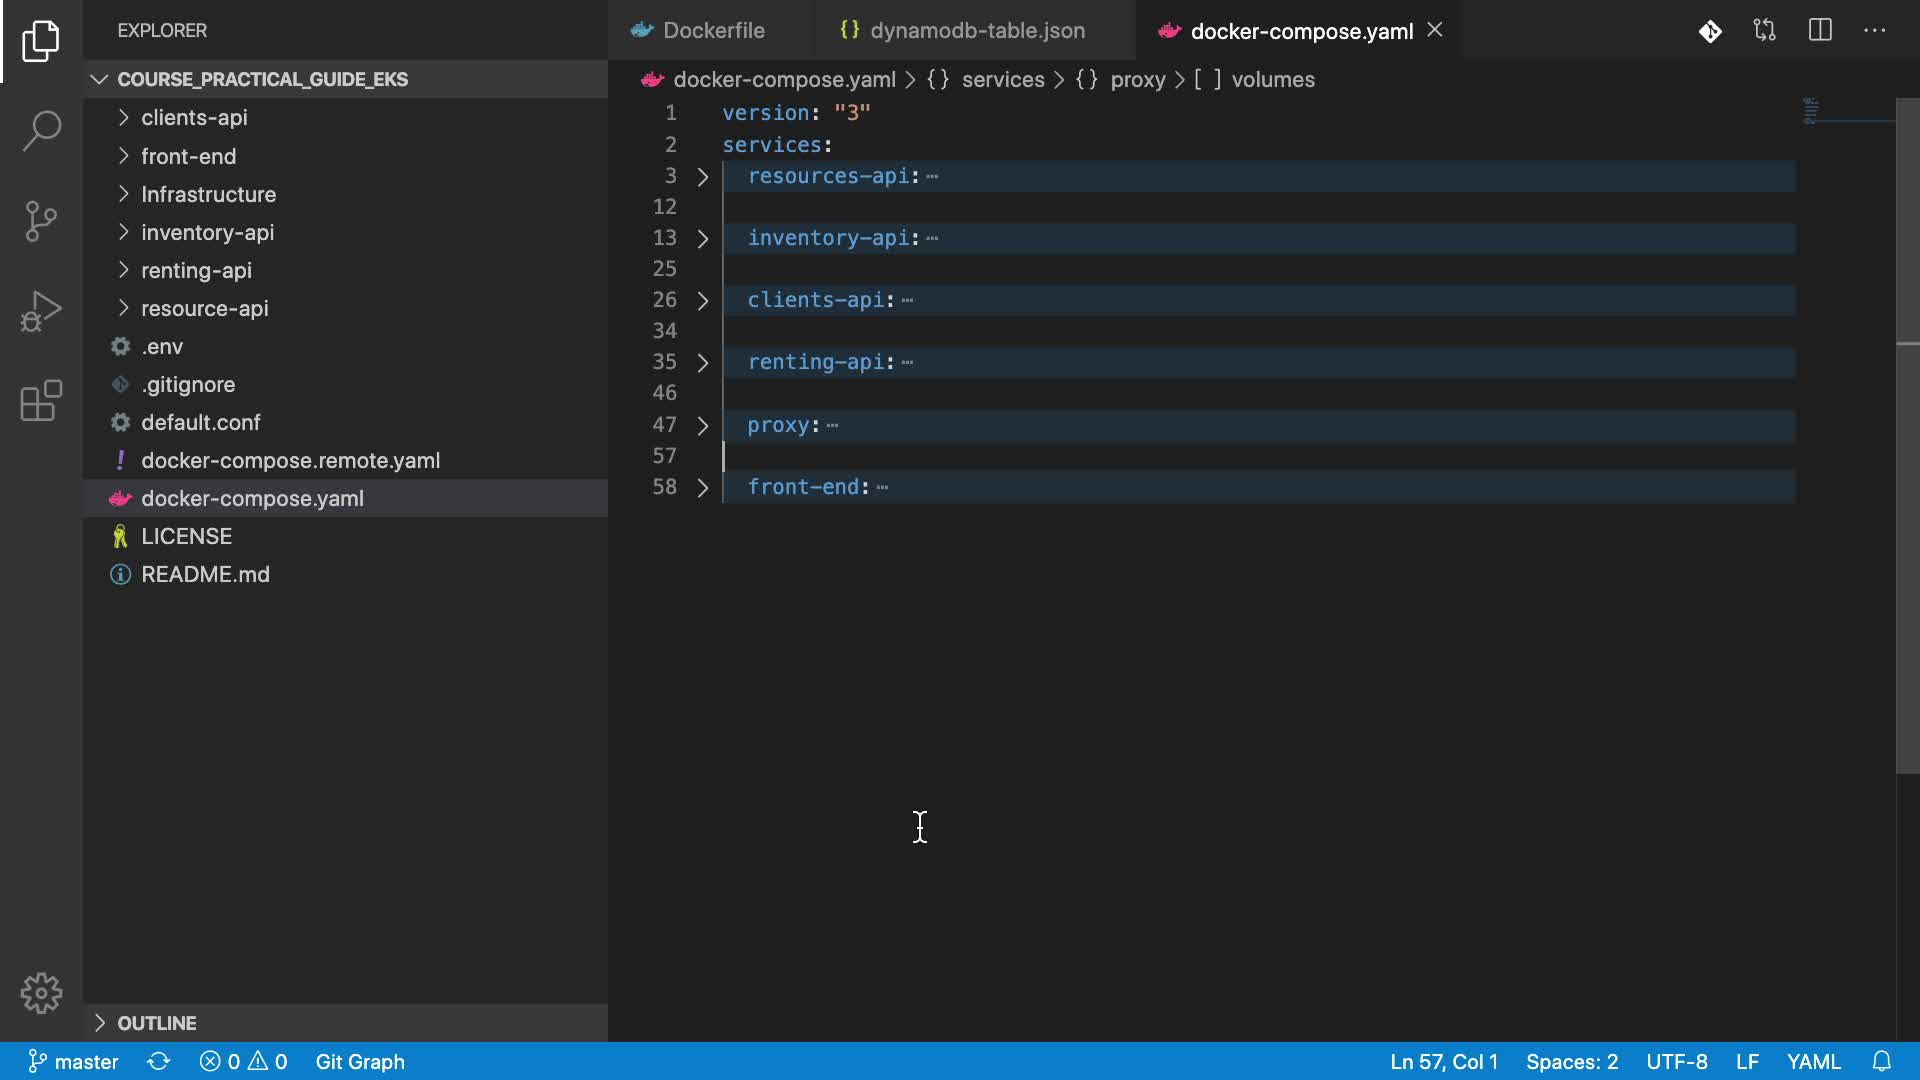 EXPLORER
COURSE_PRACTICAL_GUIDE_EKS
clients-api
front-end
Infrastructure
inventory-api
renting-api
resource-api
.env
.gitignore
default.conf
docker-compose.remote.yaml
docker-compose.yaml
LICENSE
README.md
OUTLINE
Dockerfile
{} dynamodb-table.json
docker-compose.yaml
docker-compose.yaml > {} services > {} proxy > [ ] volumes
1 version: "3"
2 services:
3 resources-api:
12
13 inventory-api:
25
26 clients-api:
34
35 renting-api:
46
47 proxy:
57
58 front-end:
master 0 0 Git Graph Ln 57, Col 1 Spaces: 2 UTF-8 LF YAML